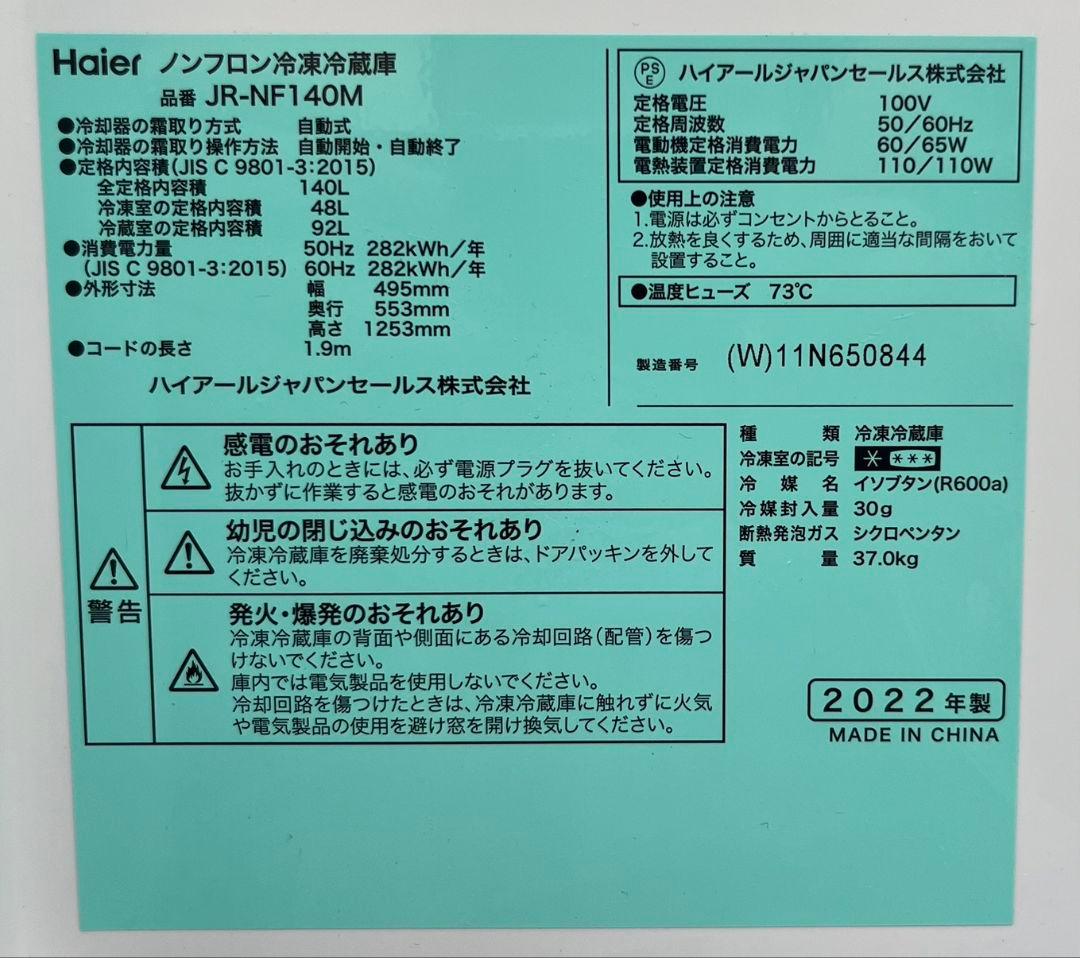 Haier ノンフロン冷凍冷蔵庫
品番 JR-NF140M
●冷却器の霜取り方式 自動式
●冷却器の霜取り操作方法 自動開始・自動終了
●定格内容積(JIS C 9801-3:2015)
全定格内容積 140L
冷凍室の定格内容積 48L
冷蔵室の定格内容積 92L
●消費電力量 50Hz 282kWh/年
(JIS C 9801-3:2015) 60Hz 282kWh/年
●外形寸法 幅 495mm
奥行 553mm
高さ 1253mm
●コードの長さ 1.9m
ハイアールジャパンセールス株式会社
PSE ハイアールジャパンセールス株式会社
定格電圧 100V
定格周波数 50/60Hz
電動機定格消費電力 60/65W
電熱装置定格消費電力 110/110W
●使用上の注意
1.電源は必ずコンセントからとること。
2.放熱を良くするため、周囲に適当な間隔をおいて
設置すること。
●温度ヒューズ 73℃
製造番号 (W)11N650844
警告
感電のおそれあり
お手入れのときには、必ず電源プラグを抜いてください。
抜かずに作業すると感電のおそれがあります。
幼児の閉じ込みのおそれあり
冷凍冷蔵庫を廃棄処分するときは、ドアパッキンを外して
ください。
発火・爆発のおそれあり
冷凍冷蔵庫の背面や側面にある冷却回路(配管)を傷つ
けないでください。
庫内では電気製品を使用しないでください。
冷却回路を傷つけたときは、冷凍冷蔵庫に触れずに火気
や電気製品の使用を避け窓を開け換気してください。
種類 冷凍冷蔵庫
冷凍室の記号 * ***
冷媒名 イソブタン(R600a)
冷媒封入量 30g
断熱発泡ガス シクロペンタン
質量 37.0kg
2022年製
MADE IN CHINA